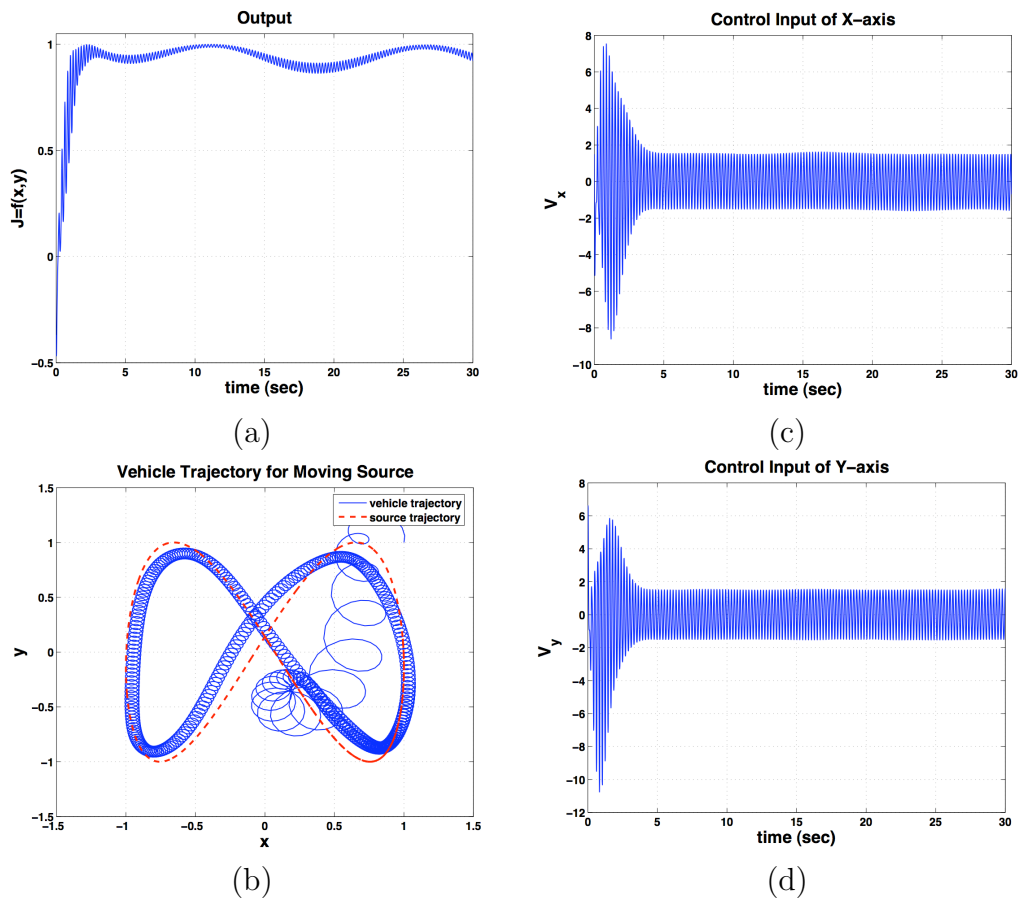 Output
J=f(x,y)
1
0.5
0
−0.5
0 5 10 15 20 25 30
time (sec)
(a)
Control Input of X−axis
V_x
8
6
4
2
0
−2
−4
−6
−8
−10
0 5 10 15 20 25 30
time (sec)
(c)
Vehicle Trajectory for Moving Source
vehicle trajectory
source trajectory
y
1.5
1
0.5
0
−0.5
−1
−1.5
−1.5 −1 −0.5 0 0.5 1 1.5
x
(b)
Control Input of Y−axis
V_y
8
6
4
2
0
−2
−4
−6
−8
−10
−12
0 5 10 15 20 25 30
time (sec)
(d)